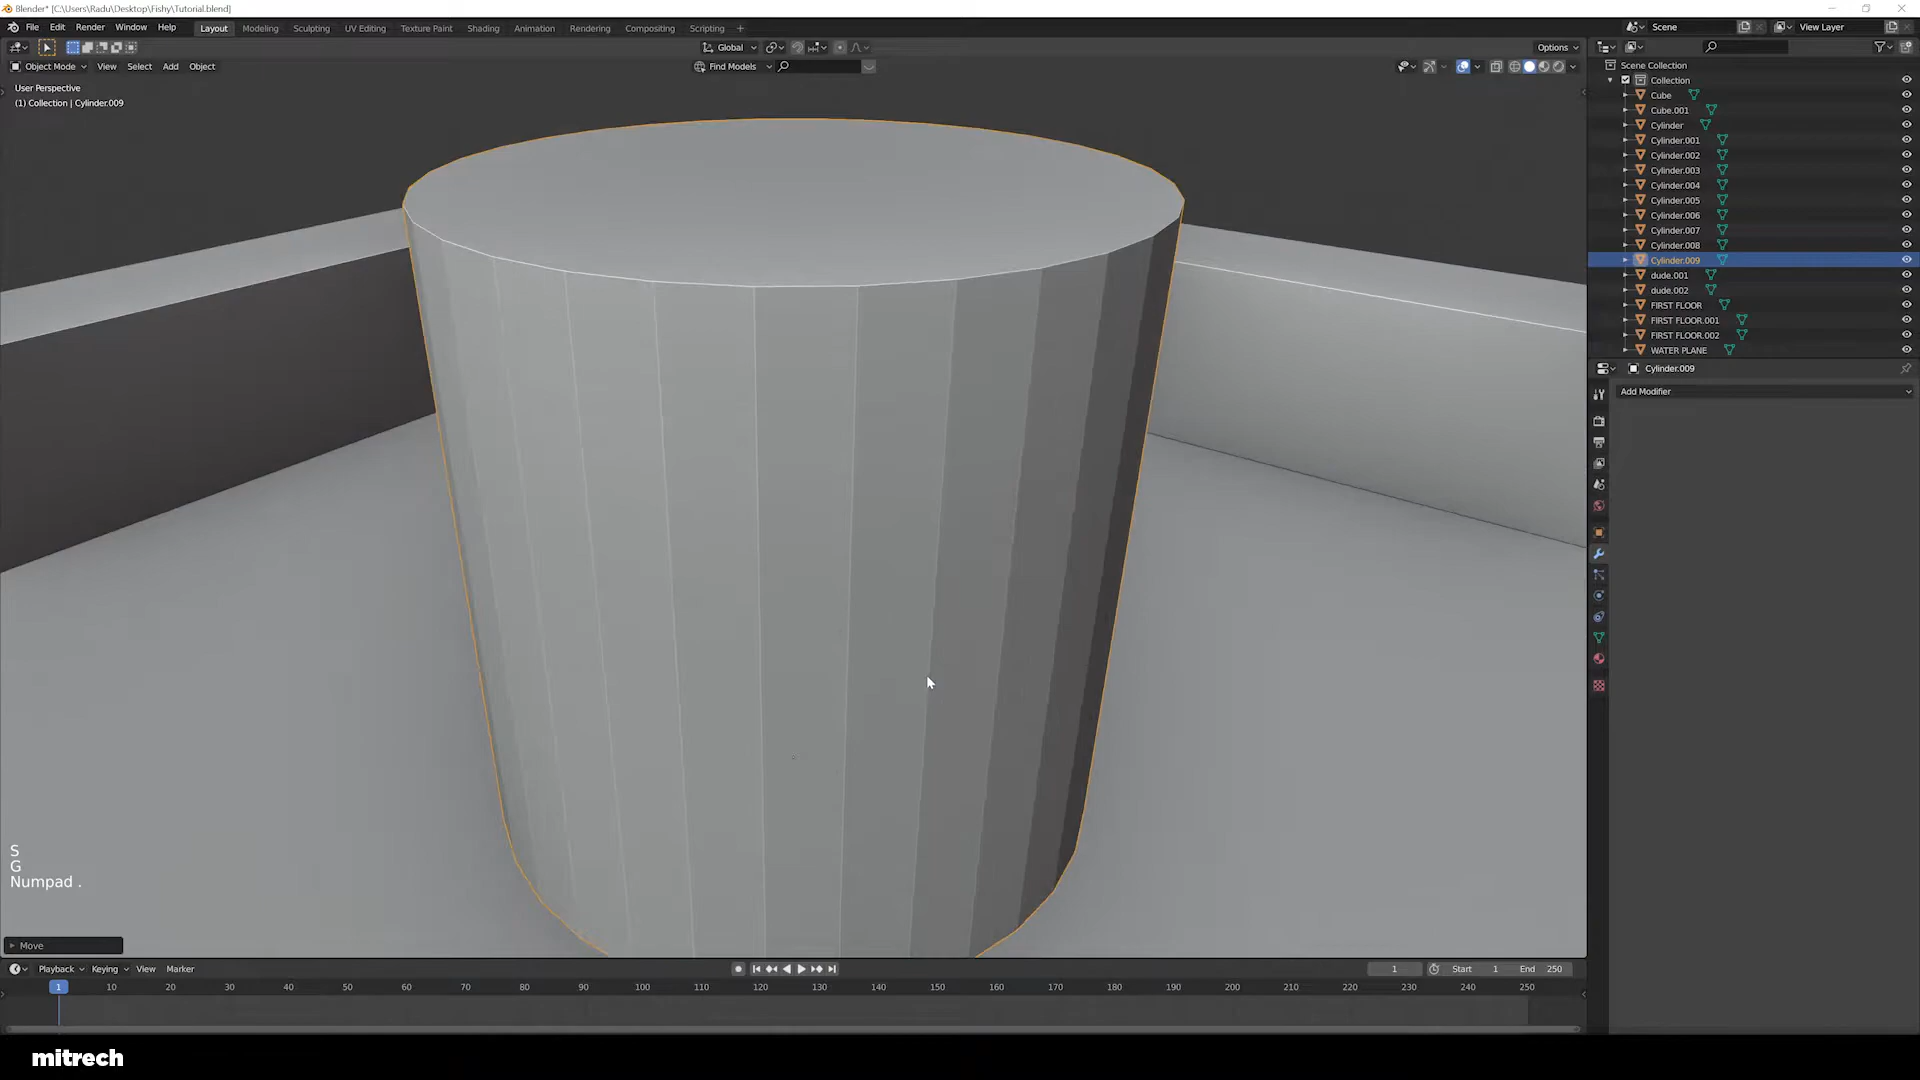 Blender* [C:\Users\Radu\Desktop\Fishy\Tutorial.blend]
File Edit Render Window Help Layout Modeling Sculpting UV Editing Texture Paint Shading Animation Rendering Compositing Scripting + Scene View Layer
Global Options
Object Mode View Select Add Object Find Models
User Perspective
(1) Collection | Cylinder.009
Scene Collection
Collection
Cube
Cube.001
Cylinder
Cylinder.001
Cylinder.002
Cylinder.003
Cylinder.004
Cylinder.005
Cylinder.006
Cylinder.007
Cylinder.008
Cylinder.009
dude.001
dude.002
FIRST FLOOR
FIRST FLOOR.001
FIRST FLOOR.002
WATER PLANE
Cylinder.009
Add Modifier
S
G
Numpad .
Move
Playback Keying View Marker 1 Start 1 End 250
1 10 20 30 40 50 60 70 80 90 100 110 120 130 140 150 160 170 180 190 200 210 220 230 240 250
mitrech